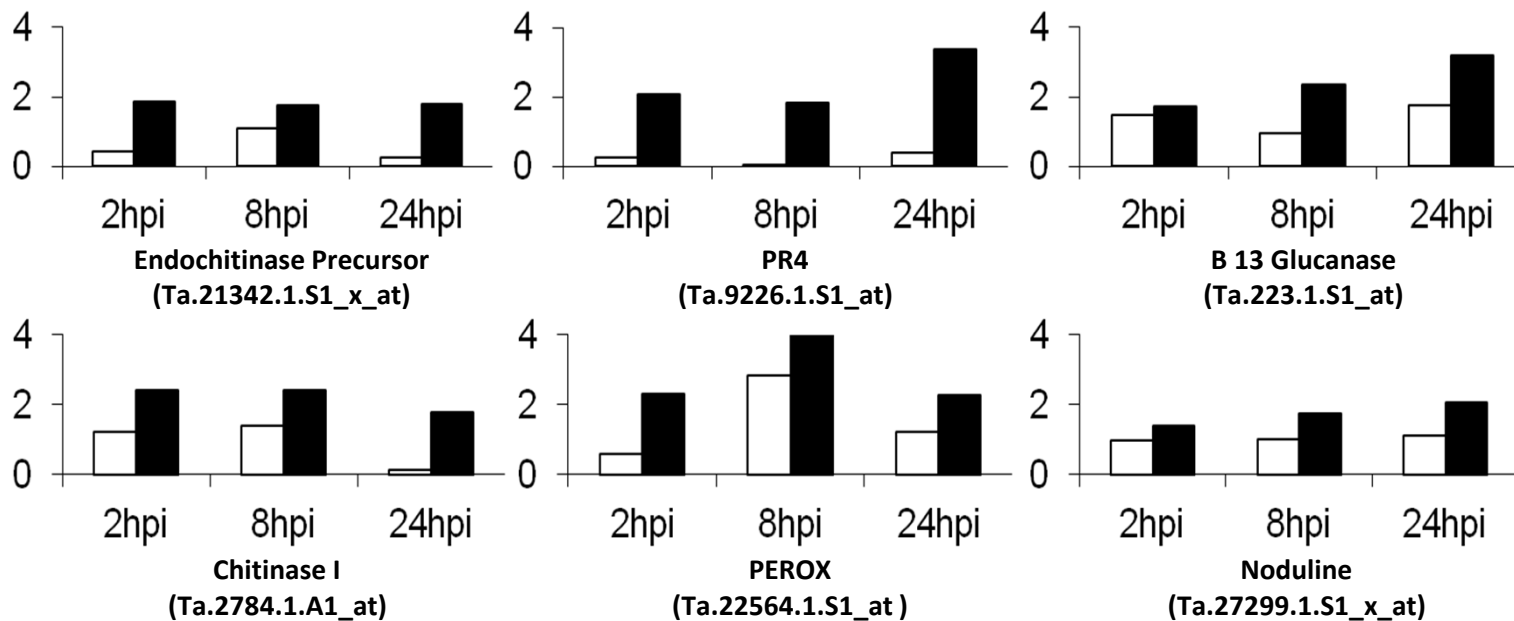 4
2
0
2hpi 8hpi 24hpi
Endochitinase Precursor
(Ta.21342.1.S1_x_at)
4
2
0
2hpi 8hpi 24hpi
PR4
(Ta.9226.1.S1_at)
4
2
0
2hpi 8hpi 24hpi
B 13 Glucanase
(Ta.223.1.S1_at)
4
2
0
2hpi 8hpi 24hpi
Chitinase I
(Ta.2784.1.A1_at)
4
2
0
2hpi 8hpi 24hpi
PEROX
(Ta.22564.1.S1_at )
4
2
0
2hpi 8hpi 24hpi
Noduline
(Ta.27299.1.S1_x_at)